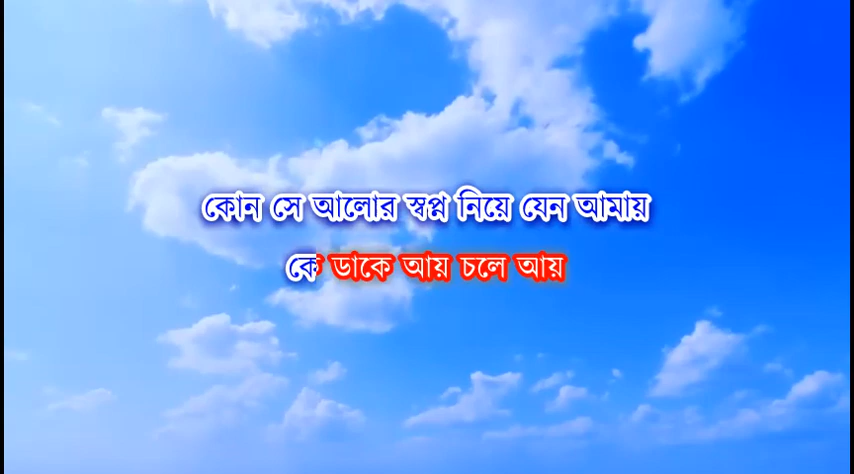 কোন সে আলোর স্বপ্ন নিয়ে যেন আমায়
কে ডাকে আয় চলে আয়